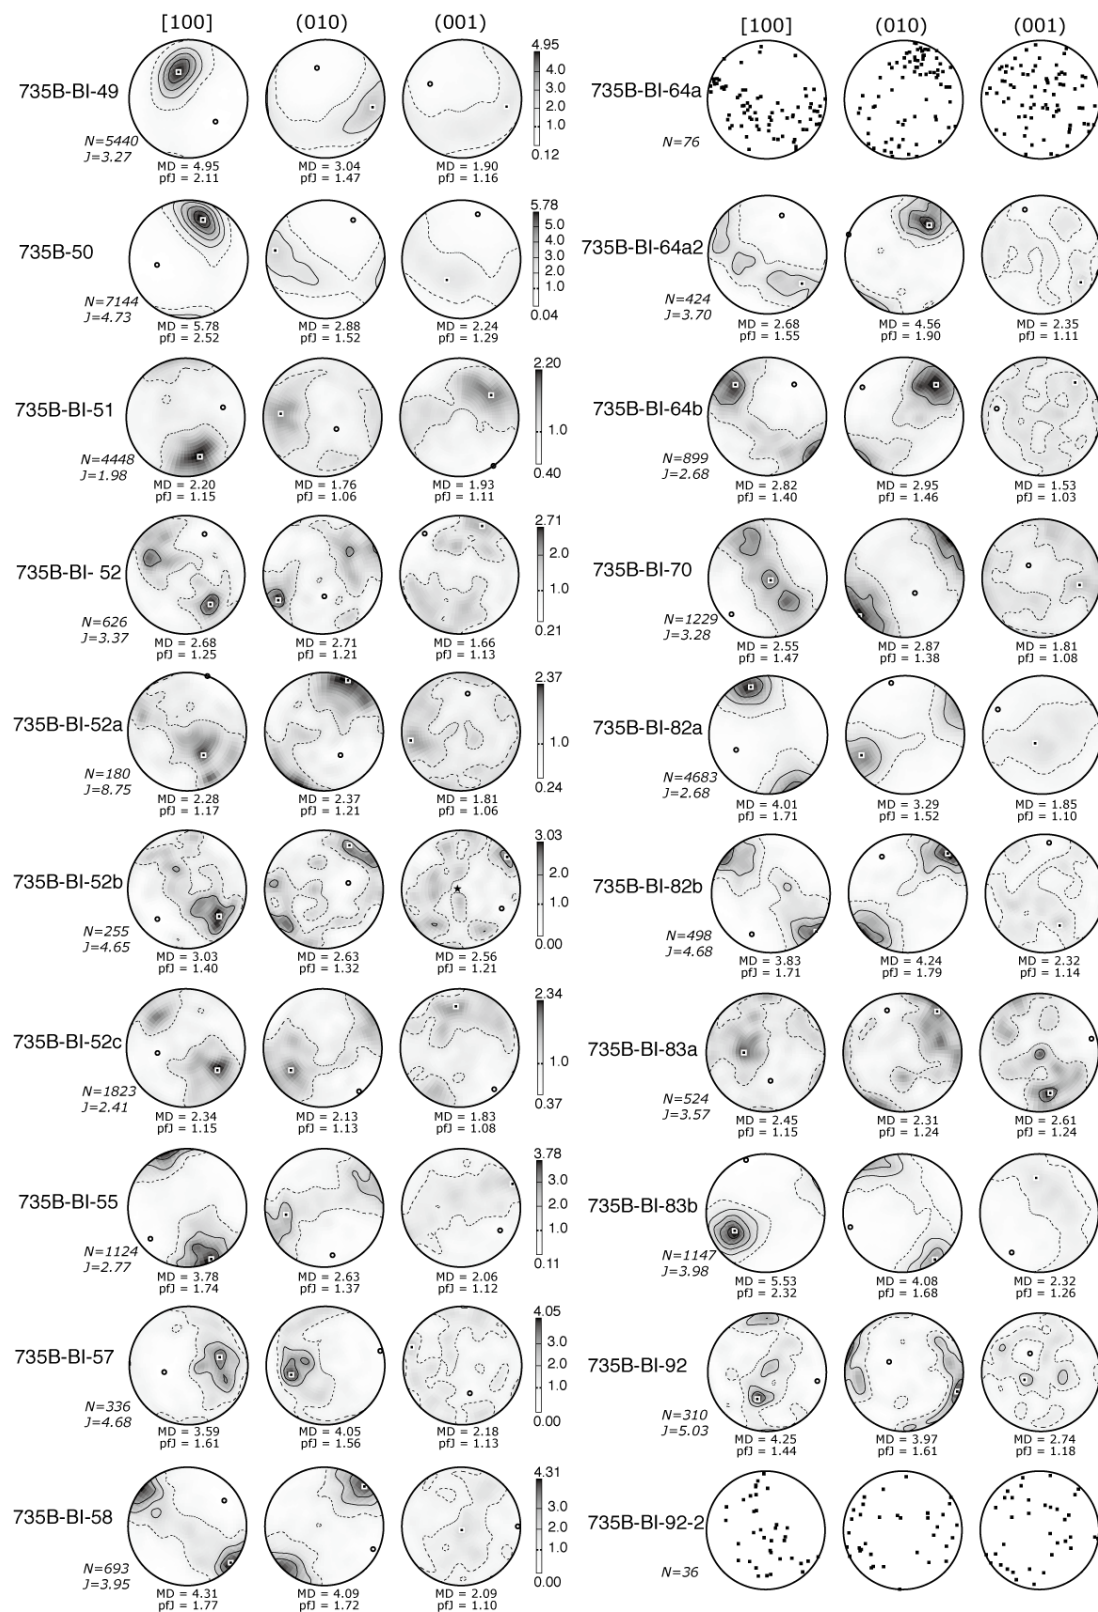 [100] (010) (001)
735B-BI-49
N=5440
J=3.27
MD = 4.95 MD = 3.04 MD = 1.90
pfJ = 2.11 pfJ = 1.47 pfJ = 1.16
4.95
4.0
3.0
2.0
1.0
0.12
735B-50
N=7144
J=4.73
MD = 5.78 MD = 2.88 MD = 2.24
pfJ = 2.52 pfJ = 1.52 pfJ = 1.29
5.78
5.0
4.0
3.0
2.0
1.0
0.04
735B-BI-51
N=4448
J=1.98
MD = 2.20 MD = 1.76 MD = 1.93
pfJ = 1.15 pfJ = 1.06 pfJ = 1.11
2.20
1.0
0.40
735B-BI- 52
N=626
J=3.37
MD = 2.68 MD = 2.71 MD = 1.66
pfJ = 1.25 pfJ = 1.21 pfJ = 1.13
2.71
2.0
1.0
0.21
735B-BI-52a
N=180
J=8.75
MD = 2.28 MD = 2.37 MD = 1.81
pfJ = 1.17 pfJ = 1.21 pfJ = 1.06
2.37
1.0
0.24
735B-BI-52b
N=255
J=4.65
MD = 3.03 MD = 2.63 MD = 2.56
pfJ = 1.40 pfJ = 1.32 pfJ = 1.21
3.03
2.0
1.0
0.00
735B-BI-52c
N=1823
J=2.41
MD = 2.34 MD = 2.13 MD = 1.83
pfJ = 1.15 pfJ = 1.13 pfJ = 1.08
2.34
1.0
0.37
735B-BI-55
N=1124
J=2.77
MD = 3.78 MD = 2.63 MD = 2.06
pfJ = 1.74 pfJ = 1.37 pfJ = 1.12
3.78
3.0
2.0
1.0
0.11
735B-BI-57
N=336
J=4.68
MD = 3.59 MD = 4.05 MD = 2.18
pfJ = 1.61 pfJ = 1.56 pfJ = 1.13
4.05
3.0
2.0
1.0
0.00
735B-BI-58
N=693
J=3.95
MD = 4.31 MD = 4.09 MD = 2.09
pfJ = 1.77 pfJ = 1.72 pfJ = 1.10
4.31
3.0
2.0
1.0
0.00
[100] (010) (001)
735B-BI-64a
N=76
735B-BI-64a2
N=424
J=3.70
MD = 2.68 MD = 4.56 MD = 2.35
pfJ = 1.55 pfJ = 1.90 pfJ = 1.11
735B-BI-64b
N=899
J=2.68
MD = 2.82 MD = 2.95 MD = 1.53
pfJ = 1.40 pfJ = 1.46 pfJ = 1.03
735B-BI-70
N=1229
J=3.28
MD = 2.55 MD = 2.87 MD = 1.81
pfJ = 1.47 pfJ = 1.38 pfJ = 1.08
735B-BI-82a
N=4683
J=2.68
MD = 4.01 MD = 3.29 MD = 1.85
pfJ = 1.71 pfJ = 1.52 pfJ = 1.10
735B-BI-82b
N=498
J=4.68
MD = 3.83 MD = 4.24 MD = 2.32
pfJ = 1.71 pfJ = 1.79 pfJ = 1.14
735B-BI-83a
N=524
J=3.57
MD = 2.45 MD = 2.31 MD = 2.61
pfJ = 1.15 pfJ = 1.24 pfJ = 1.24
735B-BI-83b
N=1147
J=3.98
MD = 5.53 MD = 4.08 MD = 2.32
pfJ = 2.32 pfJ = 1.68 pfJ = 1.26
735B-BI-92
N=310
J=5.03
MD = 4.25 MD = 3.97 MD = 2.74
pfJ = 1.44 pfJ = 1.61 pfJ = 1.18
735B-BI-92-2
N=36